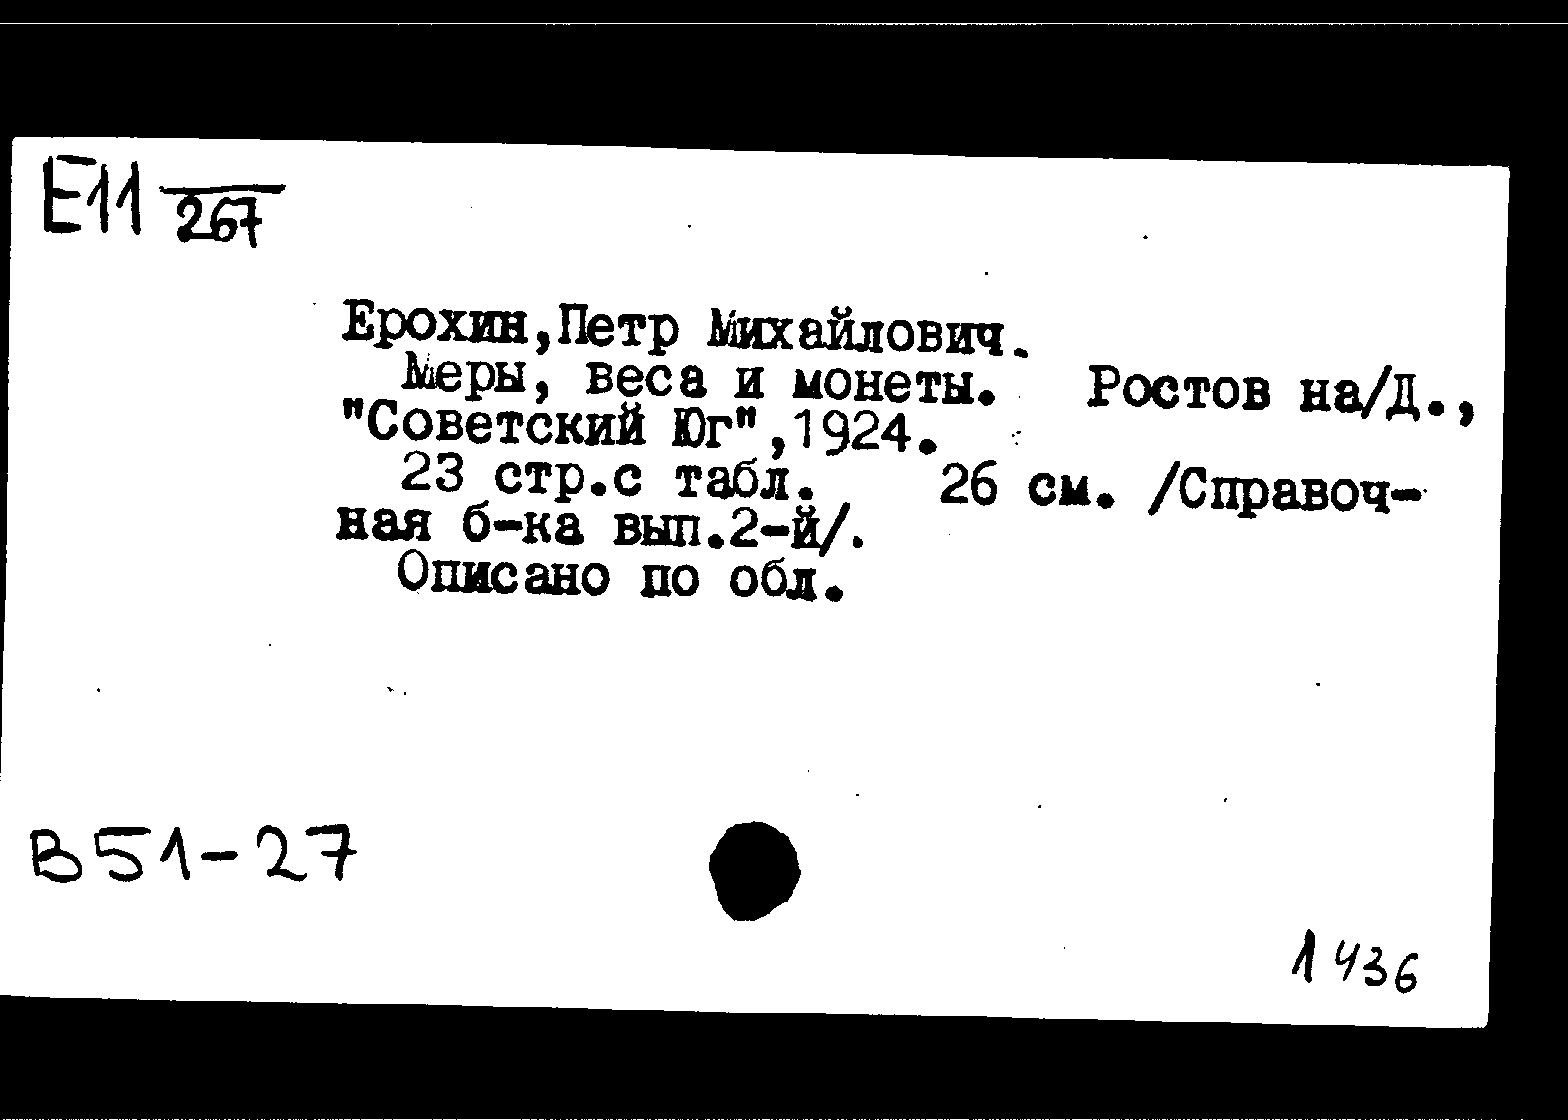 Е11 267
Ерохин,Петр Михайлович.
Меры, веса и монеты. Ростов на/Д.,
"Советский Юг",1924.
23 стр.с табл. 26 см. /Справоч-
ная б-ка вып.2-й/.
Описано по обл.
В51-27
1436